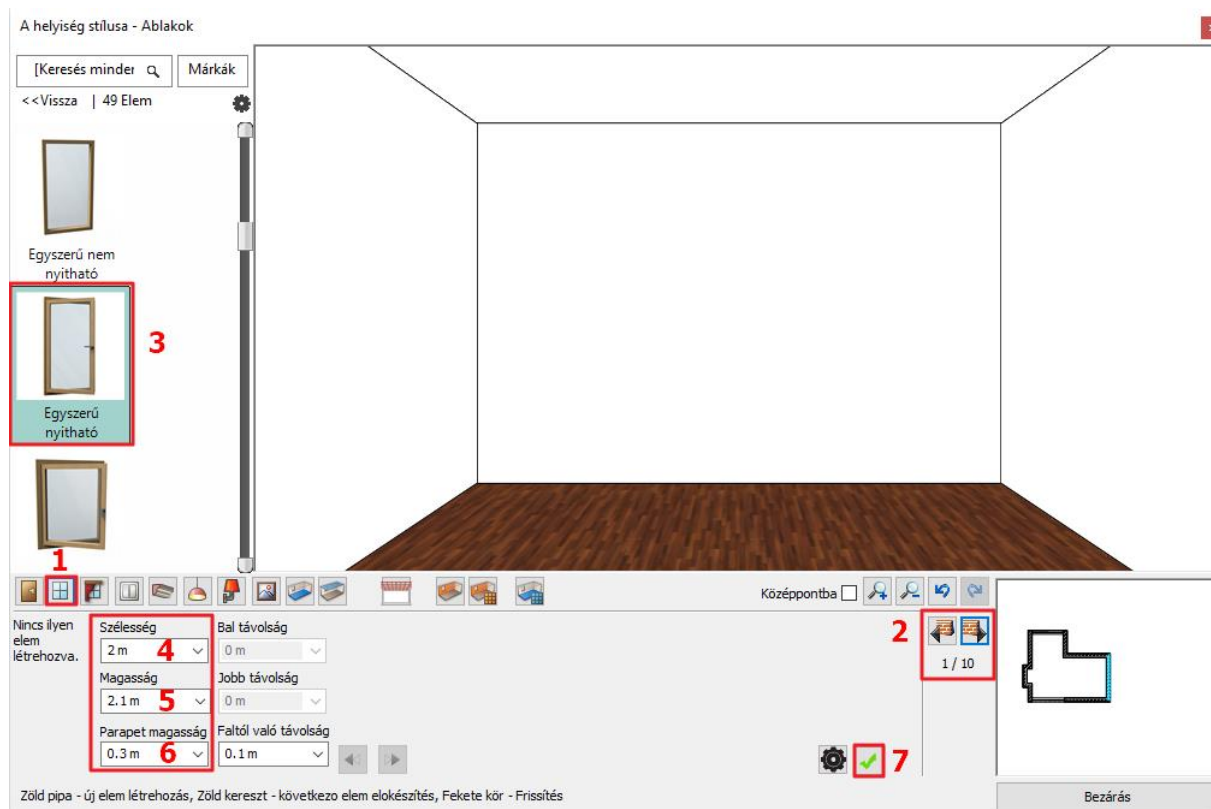 A helyiség stílusa - Ablakok
[Keresés minder
Márkák
<<Vissza | 49 Elem
Egyszerű nem
nyitható
3
Egyszerű
nyitható
1
Középpontba
Nincs ilyen
elem
létrehozva.
Szélesség
2 m
4
Magasság
2.1 m
5
Parapet magasság
0.3 m
6
Bal távolság
0 m
Jobb távolság
0 m
Faltól való távolság
0.1 m
2
1 / 10
7
Zöld pipa - új elem létrehozás, Zöld kereszt - következo elem elokészítés, Fekete kör - Frissítés
Bezárás